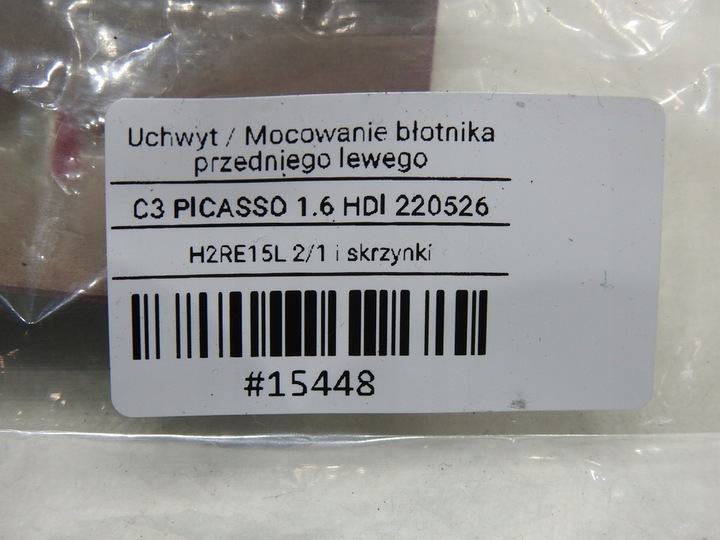 Uchwyt / Mocowanie błotnika
przedniego lewego
C3 PICASSO 1.6 HDI 220526
H2RE15L 2/1 i skrzynki
#15448